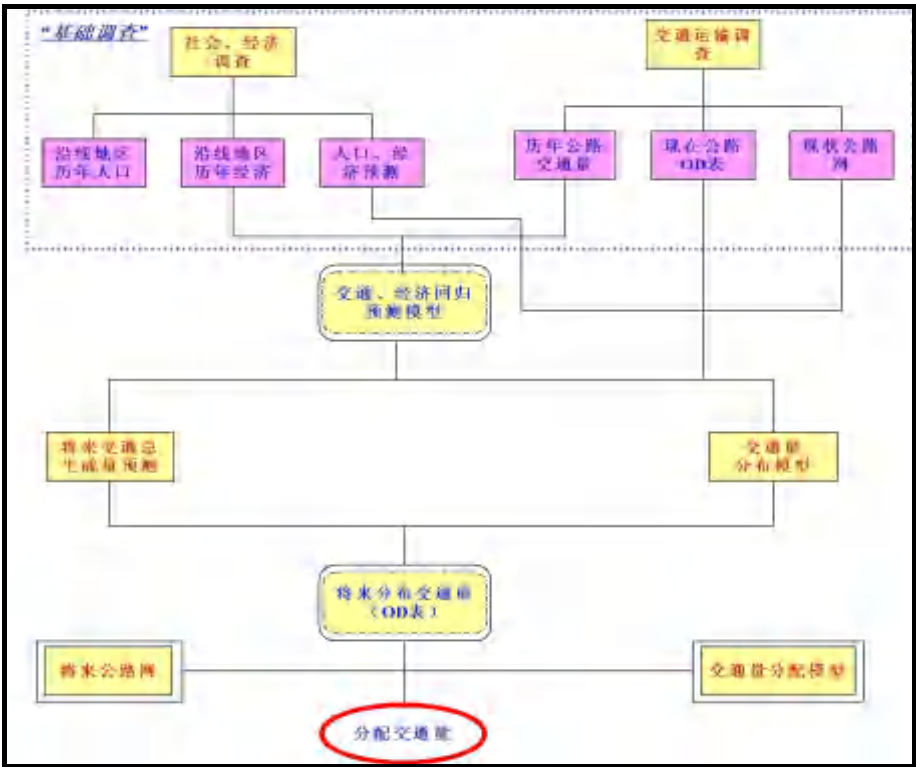 “基础调查”
社会、经济
调查
交通运输调
查
沿线地区
历年人口
沿线地区
历年经济
人口、经
济预测
历年公路
交通量
现在公路
OD表
现状公路
网
交通、经济回归
预测模型
将来交通总
生成量预测
交通量
分布模型
将来分布交通量
（OD表）
将来公路网
交通量分配模型
分配交通量